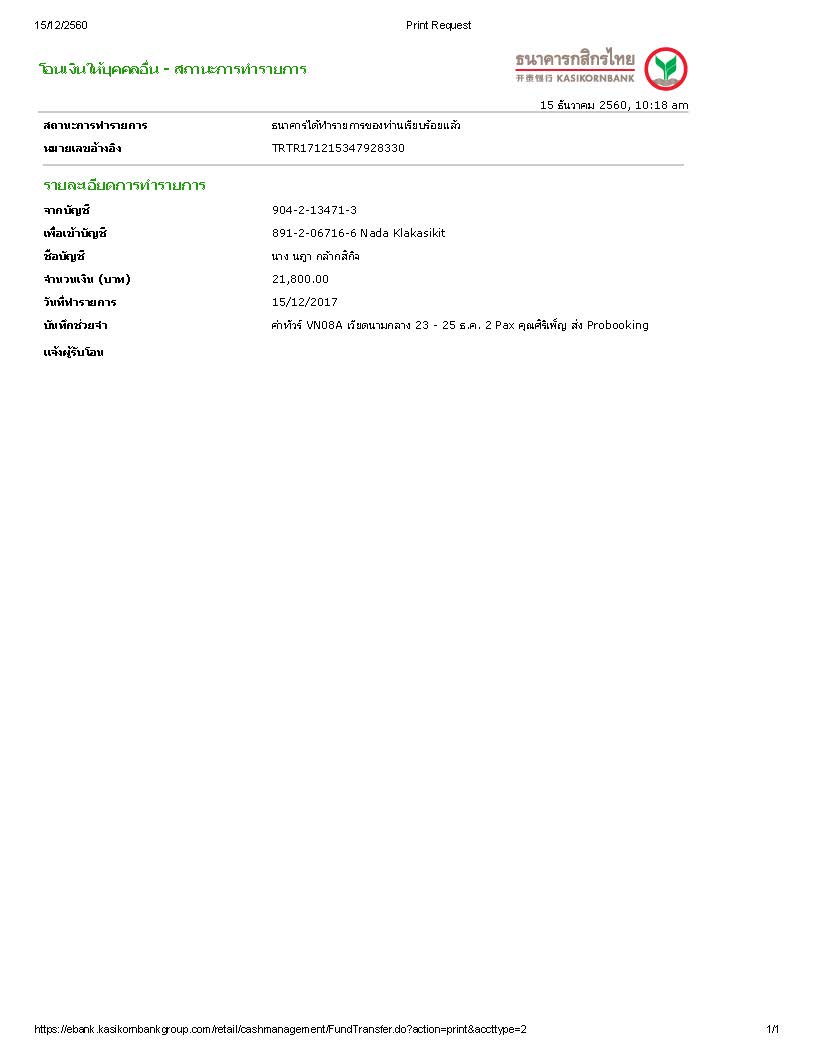 15/12/2560 Print Request
โอนเงินให้บุคคลอื่น - สถานะการทำรายการ
ธนาคารกสิกรไทย
开泰银行 KASIKORNBANK
15 ธันวาคม 2560, 10:18 am
สถานะการทำรายการ ธนาคารได้ทำรายการของท่านเรียบร้อยแล้ว
หมายเลขอ้างอิง TRTR171215347928330
รายละเอียดการทำรายการ
จากบัญชี 904-2-13471-3
เพื่อเข้าบัญชี 891-2-06716-6 Nada Klakasikit
ชื่อบัญชี นาง นฎา กล้ากสิกิจ
จำนวนเงิน (บาท) 21,800.00
วันที่ทำรายการ 15/12/2017
บันทึกช่วยจำ ค่าทัวร์ VN08A เวียดนามกลาง 23 - 25 ธ.ค. 2 Pax คุณศิริเพ็ญ ส่ง Probooking
แจ้งผู้รับโอน
https://ebank.kasikornbankgroup.com/retail/cashmanagement/FundTransfer.do?action=print&accttype=2 1/1